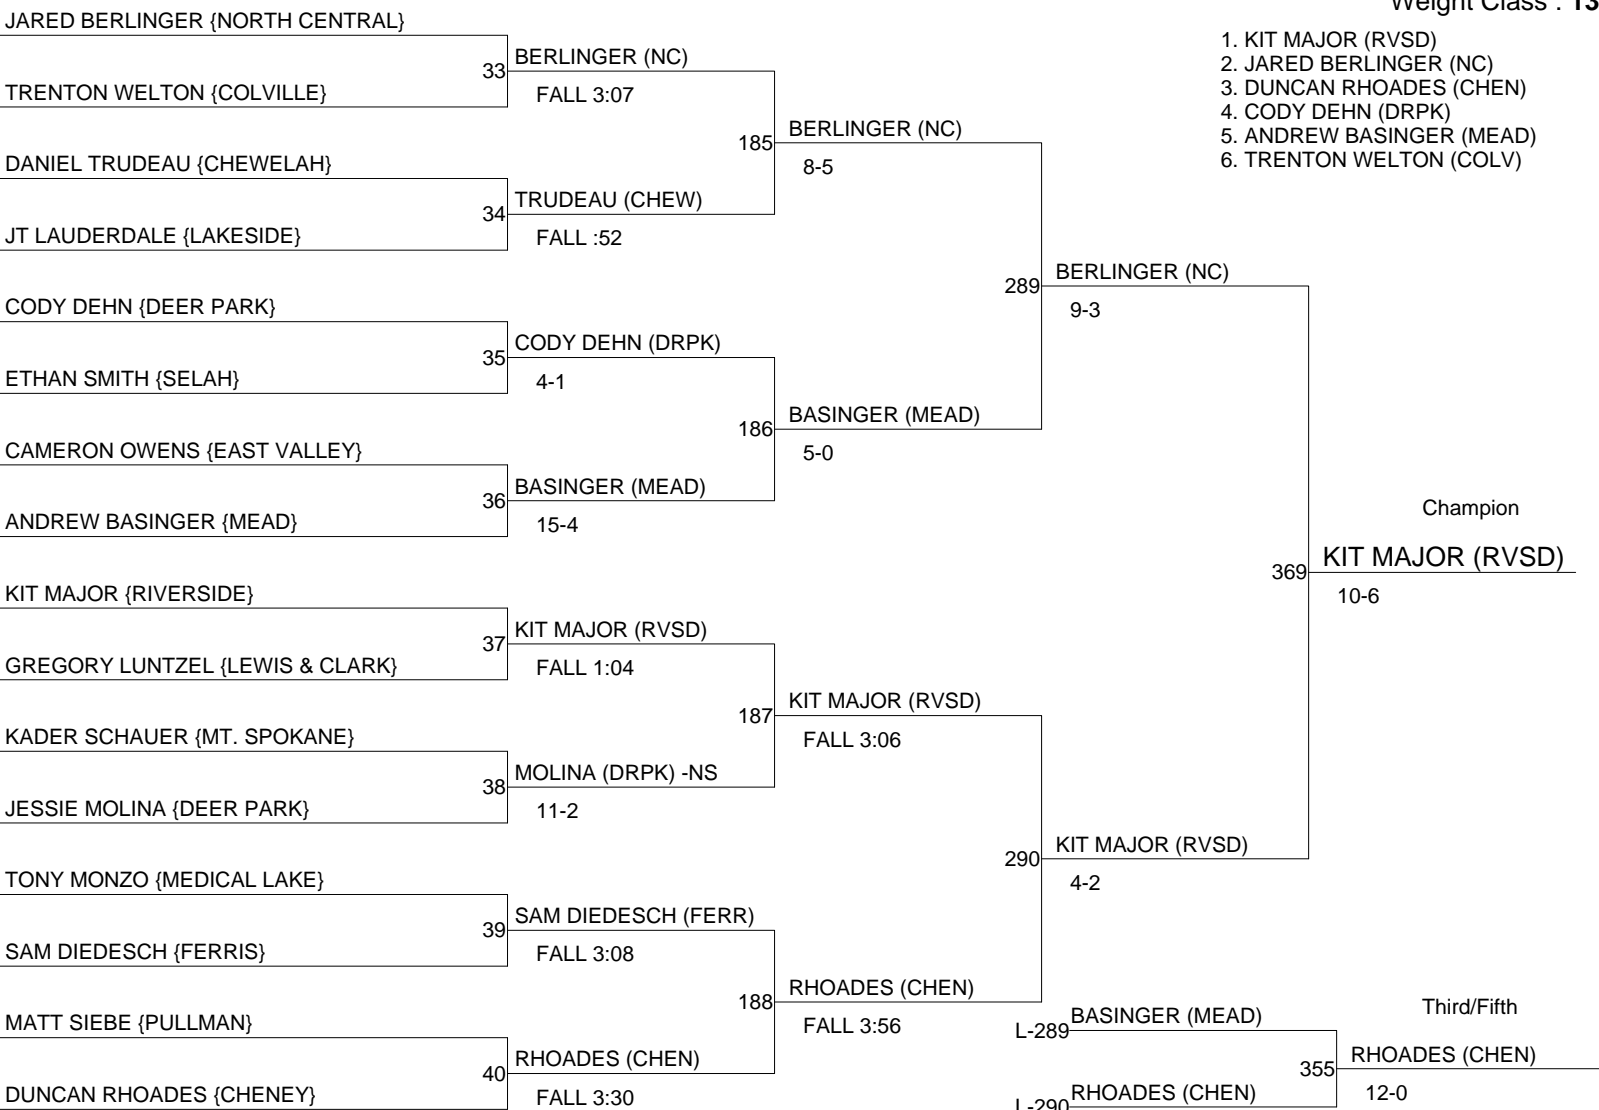 Weight Class : 13
JARED BERLINGER {NORTH CENTRAL}
1. KIT MAJOR (RVSD)
2. JARED BERLINGER (NC)
3. DUNCAN RHOADES (CHEN)
4. CODY DEHN (DRPK)
5. ANDREW BASINGER (MEAD)
6. TRENTON WELTON (COLV)
33 BERLINGER (NC)
TRENTON WELTON {COLVILLE}
FALL 3:07
185 BERLINGER (NC)
8-5
DANIEL TRUDEAU {CHEWELAH}
34 TRUDEAU (CHEW)
JT LAUDERDALE {LAKESIDE}
FALL :52
289 BERLINGER (NC)
9-3
CODY DEHN {DEER PARK}
35 CODY DEHN (DRPK)
ETHAN SMITH {SELAH}
4-1
186 BASINGER (MEAD)
5-0
CAMERON OWENS {EAST VALLEY}
36 BASINGER (MEAD)
ANDREW BASINGER {MEAD}
15-4
Champion
369 KIT MAJOR (RVSD)
10-6
KIT MAJOR {RIVERSIDE}
37 KIT MAJOR (RVSD)
GREGORY LUNTZEL {LEWIS & CLARK}
FALL 1:04
187 KIT MAJOR (RVSD)
FALL 3:06
KADER SCHAUER {MT. SPOKANE}
38 MOLINA (DRPK) -NS
JESSIE MOLINA {DEER PARK}
11-2
290 KIT MAJOR (RVSD)
4-2
TONY MONZO {MEDICAL LAKE}
39 SAM DIEDESCH (FERR)
SAM DIEDESCH {FERRIS}
FALL 3:08
188 RHOADES (CHEN)
FALL 3:56
MATT SIEBE {PULLMAN}
40 RHOADES (CHEN)
DUNCAN RHOADES {CHENEY}
FALL 3:30
Third/Fifth
L-289 BASINGER (MEAD)
355 RHOADES (CHEN)
12-0
L-290 RHOADES (CHEN)